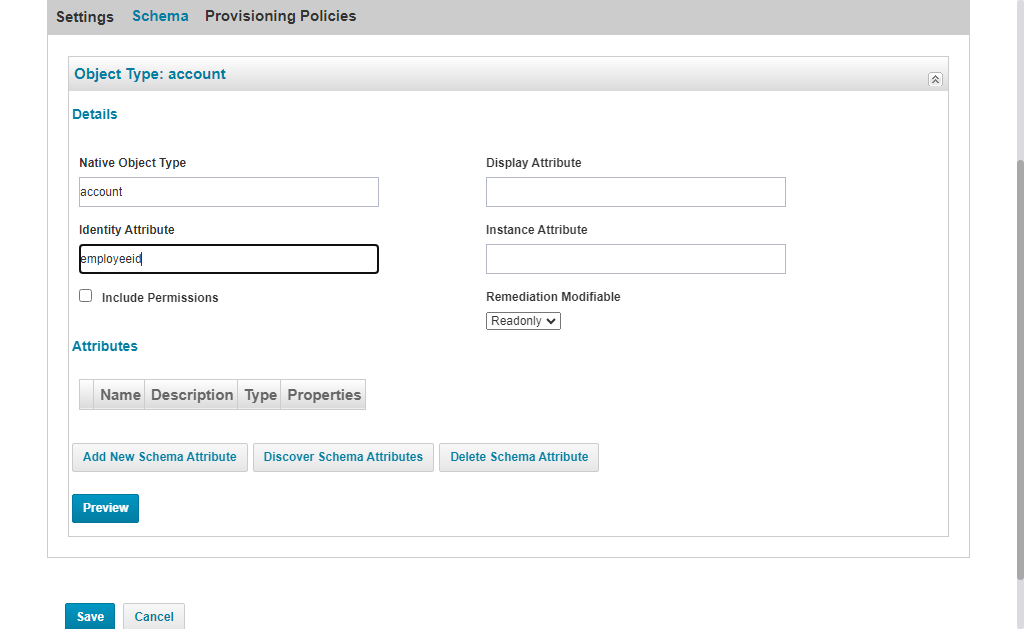 Settings Schema Provisioning Policies
Object Type: account
Details
Native Object Type Display Attribute
account
Identity Attribute Instance Attribute
employeeid
Include Permissions Remediation Modifiable
Readonly
Attributes
Name Description Type Properties
Add New Schema Attribute Discover Schema Attributes Delete Schema Attribute
Preview
Save Cancel